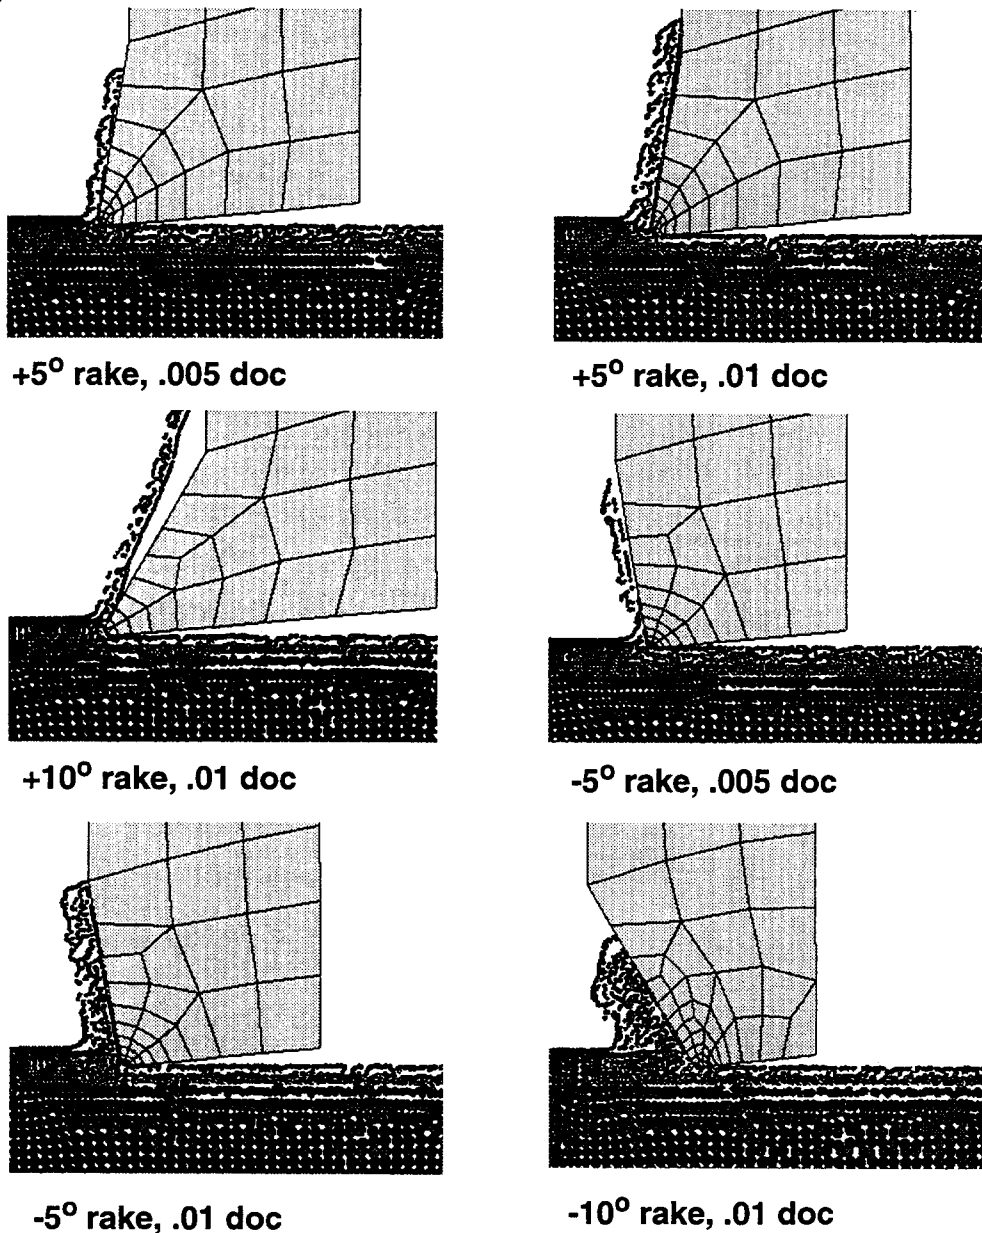 +5° rake, .005 doc
+5° rake, .01 doc
+10° rake, .01 doc
-5° rake, .005 doc
-5° rake, .01 doc
-10° rake, .01 doc